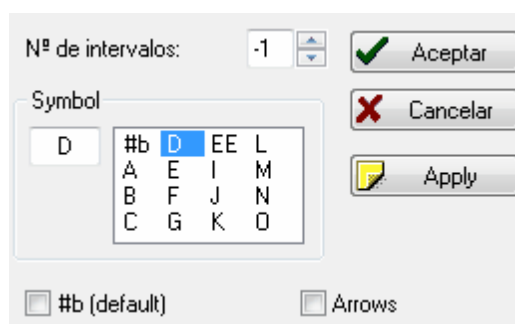 Nº de intervalos: -1 Aceptar
Symbol
Cancelar
D
#b D EE L
A E I M
B F J N
C G K O
Apply
#b (default) Arrows